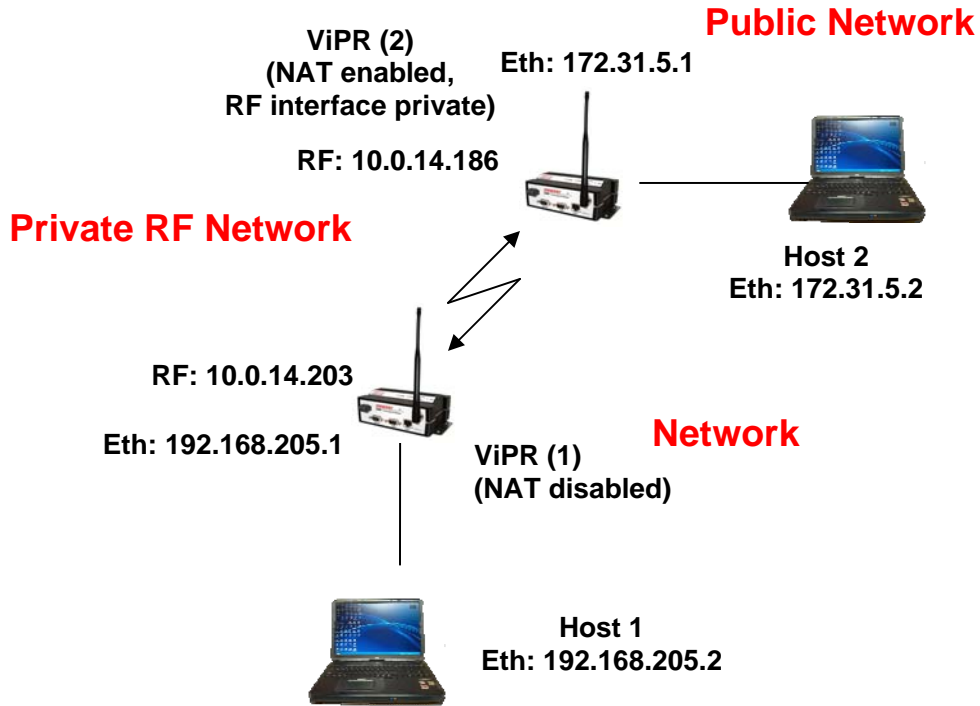 Public Network
ViPR (2)
(NAT enabled,
RF interface private)
Eth: 172.31.5.1
RF: 10.0.14.186
Private RF Network
Host 2
Eth: 172.31.5.2
RF: 10.0.14.203
Eth: 192.168.205.1
Network
ViPR (1)
(NAT disabled)
Host 1
Eth: 192.168.205.2